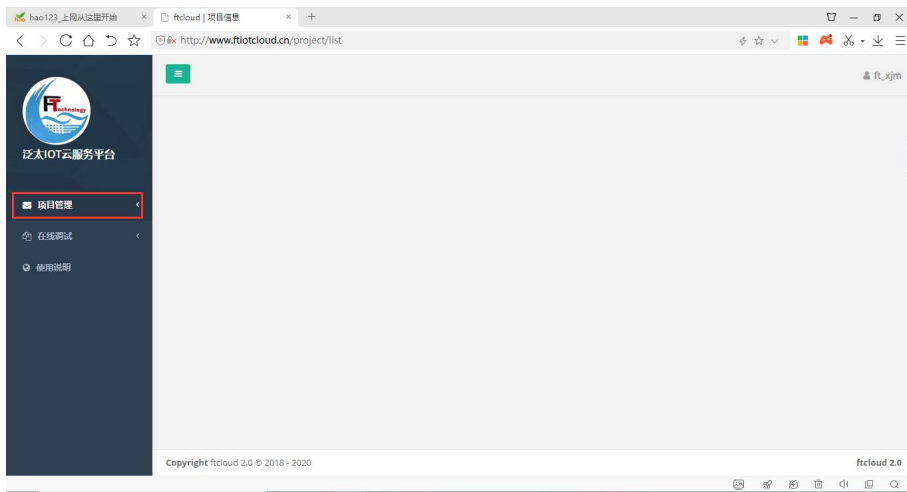 hao123_上网从这里开始
ftcloud | 项目信息
http://www.ftiotcloud.cn/project/list
ft_xjm
FTechnology
泛太IOT云服务平台
项目管理
在线调试
使用说明
Copyright ftcloud 2.0 © 2018 - 2020
ftcloud 2.0